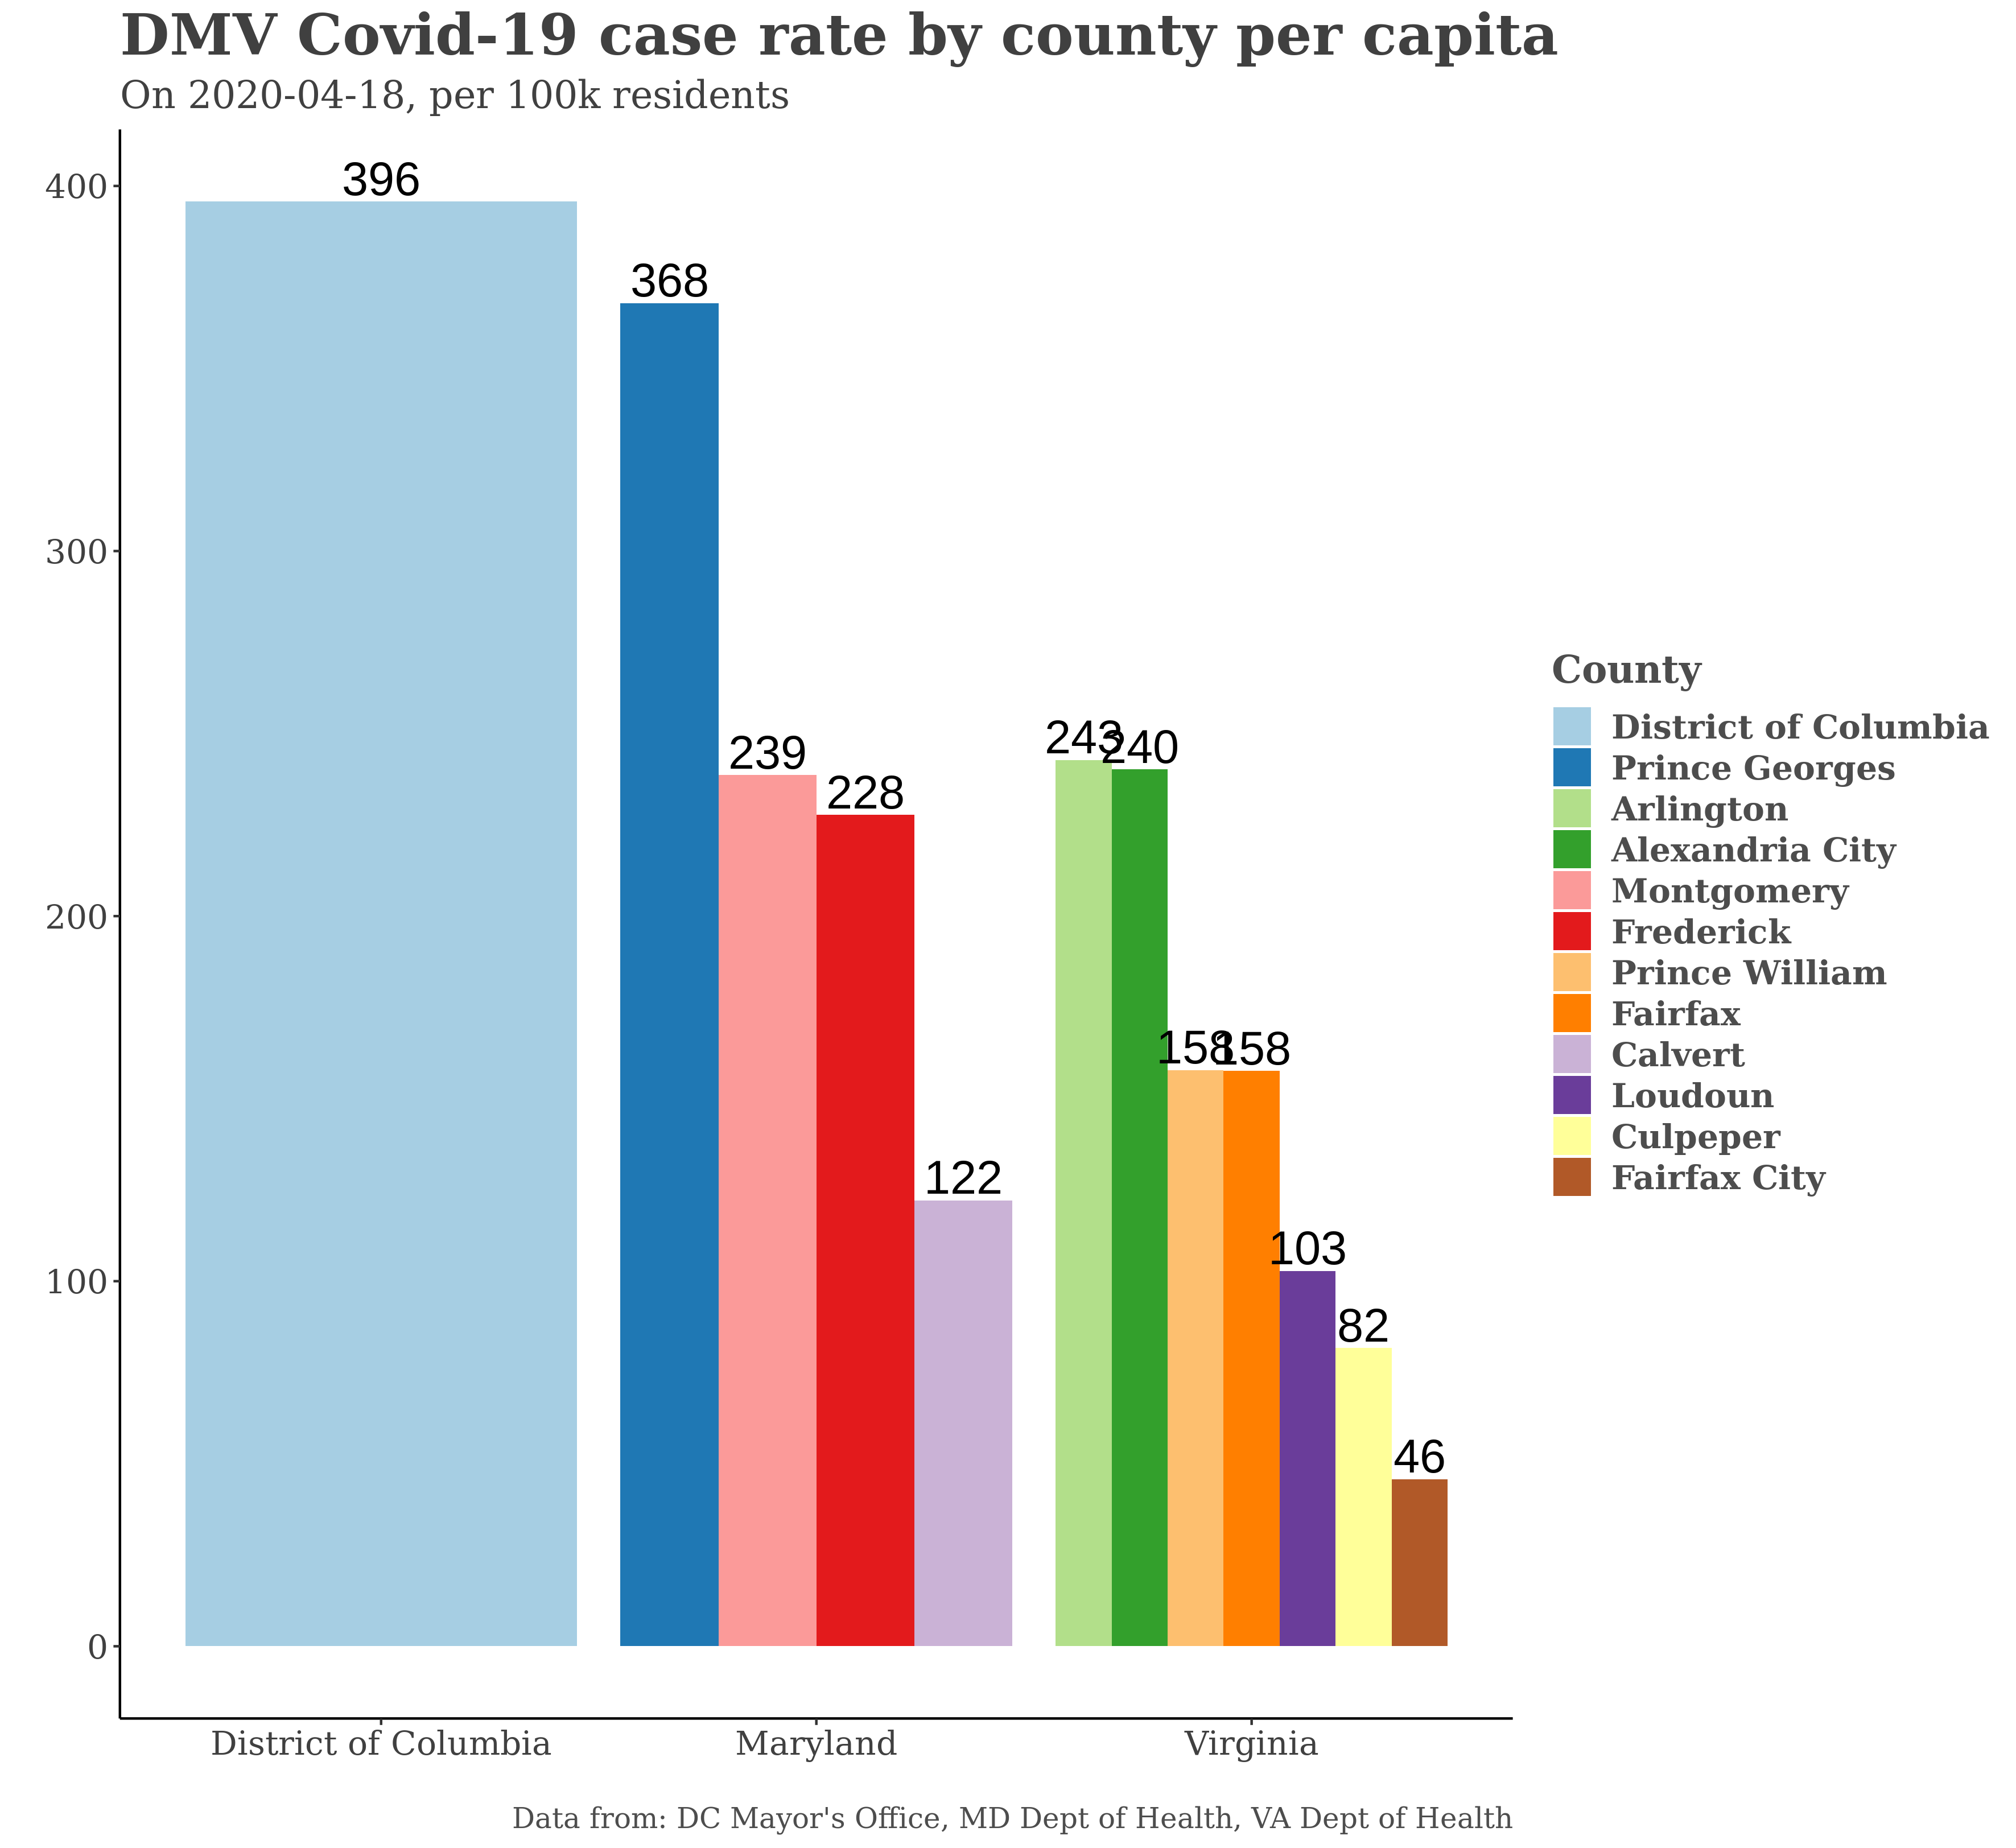 DMV Covid-19 case rate by county per capita
On 2020-04-18, per 100k residents
400
300
200
100
0
396
368
239
228
122
243
240
158
158
103
82
46
District of Columbia
Maryland
Virginia
County
District of Columbia
Prince Georges
Arlington
Alexandria City
Montgomery
Frederick
Prince William
Fairfax
Calvert
Loudoun
Culpeper
Fairfax City
Data from: DC Mayor's Office, MD Dept of Health, VA Dept of Health